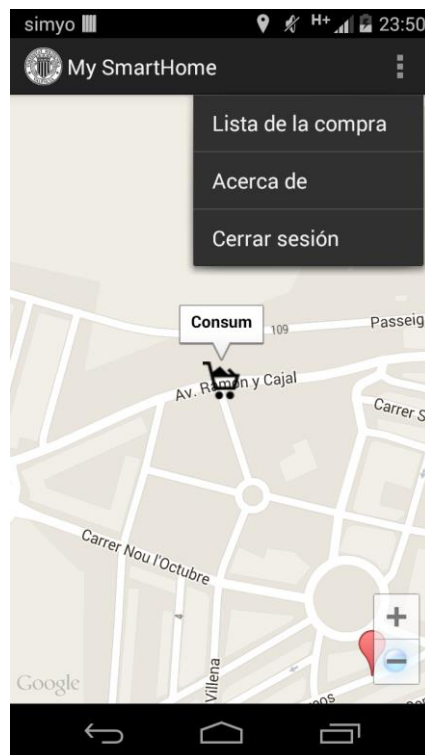 simyo
H+
23:50
My SmartHome
Lista de la compra
Acerca de
Cerrar sesión
Consum
109
Passeig
Av. Ramón y Cajal
Carrer S
Carrer Nou l'Octubre
Villena
Google